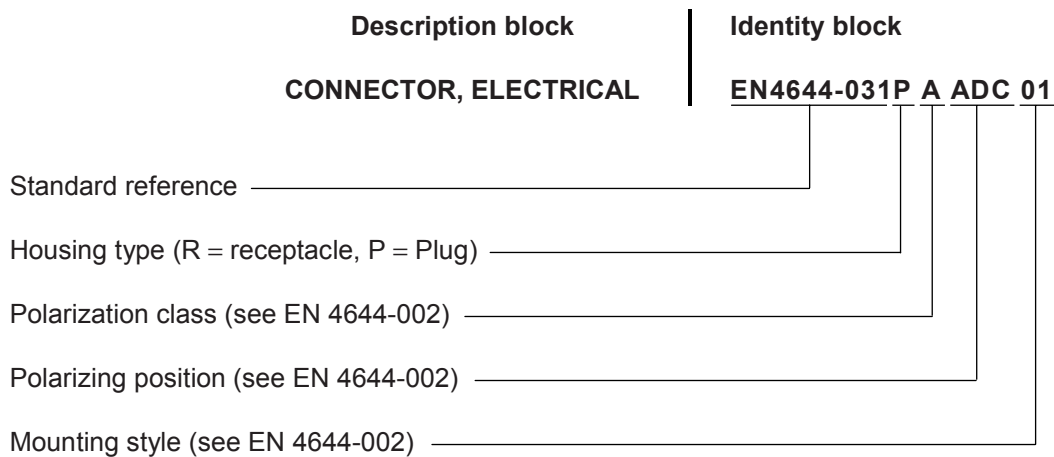 Description block Identity block
CONNECTOR, ELECTRICAL EN4644-031P A ADC 01
Standard reference
Housing type (R = receptacle, P = Plug)
Polarization class (see EN 4644-002)
Polarizing position (see EN 4644-002)
Mounting style (see EN 4644-002)